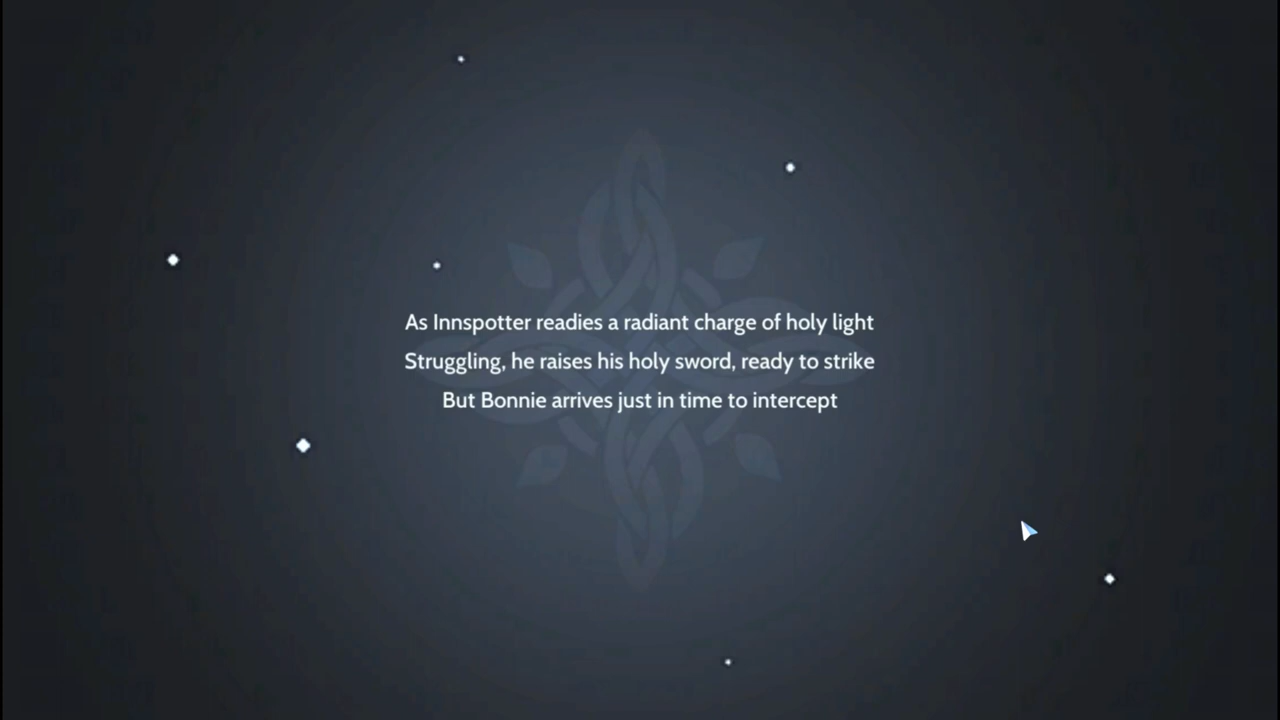 As Innspotter readies a radiant charge of holy light
Struggling, he raises his holy sword, ready to strike
But Bonnie arrives just in time to intercept